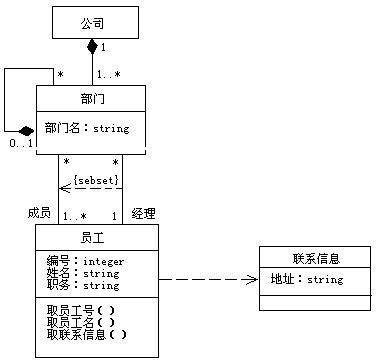 公司
1
1..*
*
部门
部门名：string
0..1
* *
{sebset}
成员 经理
1..* 1
员工
编号：integer
姓名：string
职务：string
取员工号()
取员工名()
取联系信息()
联系信息
地址：string